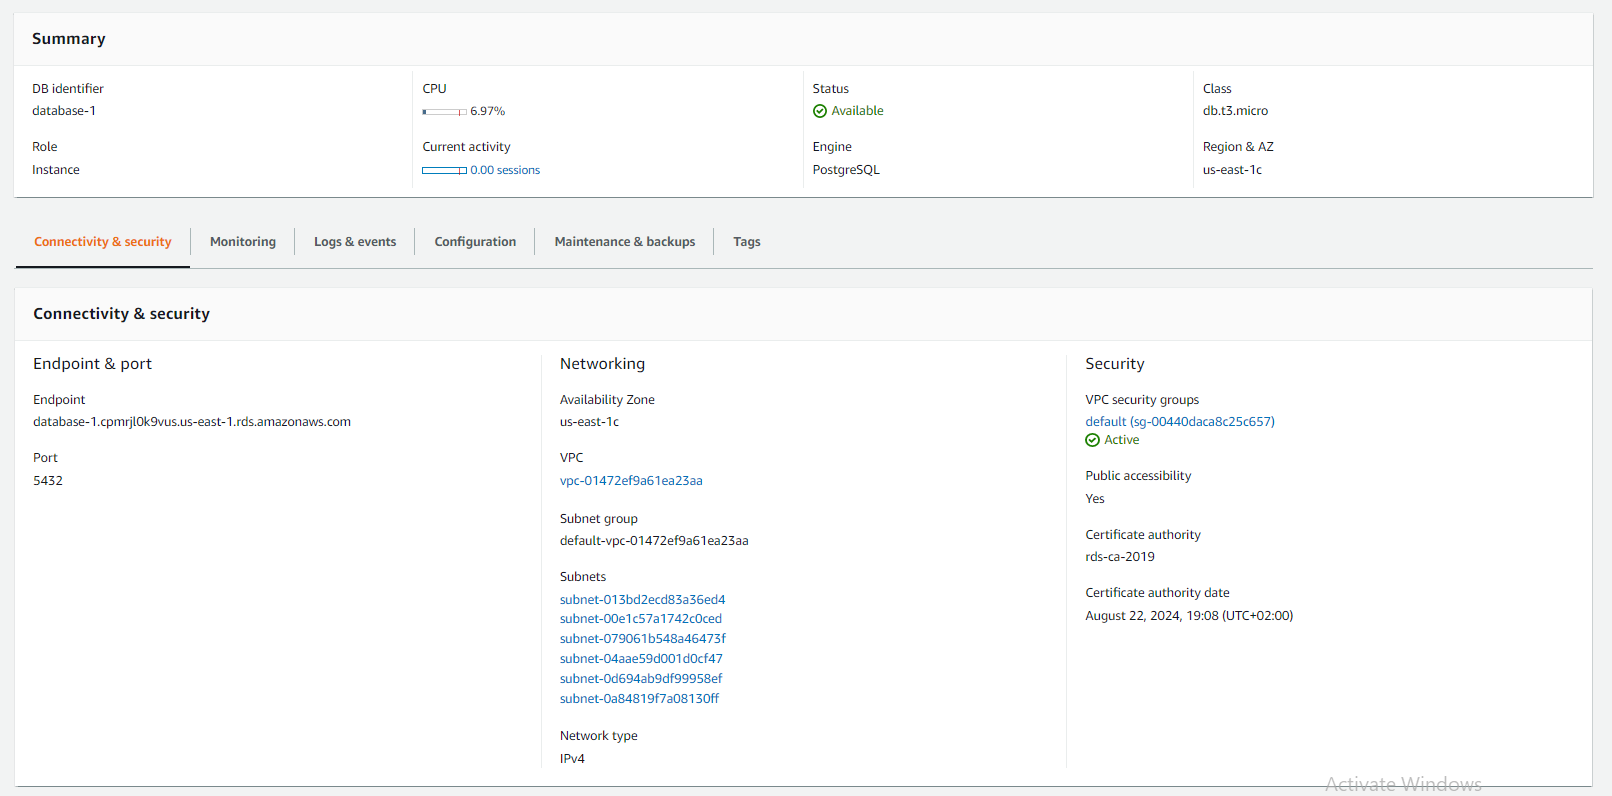 Summary
DB identifier
database-1
CPU
6.97%
Status
Available
Class
db.t3.micro
Role
Instance
Current activity
0.00 sessions
Engine
PostgreSQL
Region & AZ
us-east-1c
Connectivity & security
Monitoring
Logs & events
Configuration
Maintenance & backups
Tags
Connectivity & security
Endpoint & port
Endpoint
database-1.cpmrjl0k9vus.us-east-1.rds.amazonaws.com
Port
5432
Networking
Availability Zone
us-east-1c
VPC
vpc-01472ef9a61ea23aa
Subnet group
default-vpc-01472ef9a61ea23aa
Subnets
subnet-013bd2ecd83a36ed4
subnet-00e1c57a1742c0ced
subnet-079061b548a46473f
subnet-04aae59d001d0cf47
subnet-0d694ab9df99958ef
subnet-0a84819f7a08130ff
Network type
IPv4
Security
VPC security groups
default (sg-00440daca8c25c657)
Active
Public accessibility
Yes
Certificate authority
rds-ca-2019
Certificate authority date
August 22, 2024, 19:08 (UTC+02:00)
Activate Windows